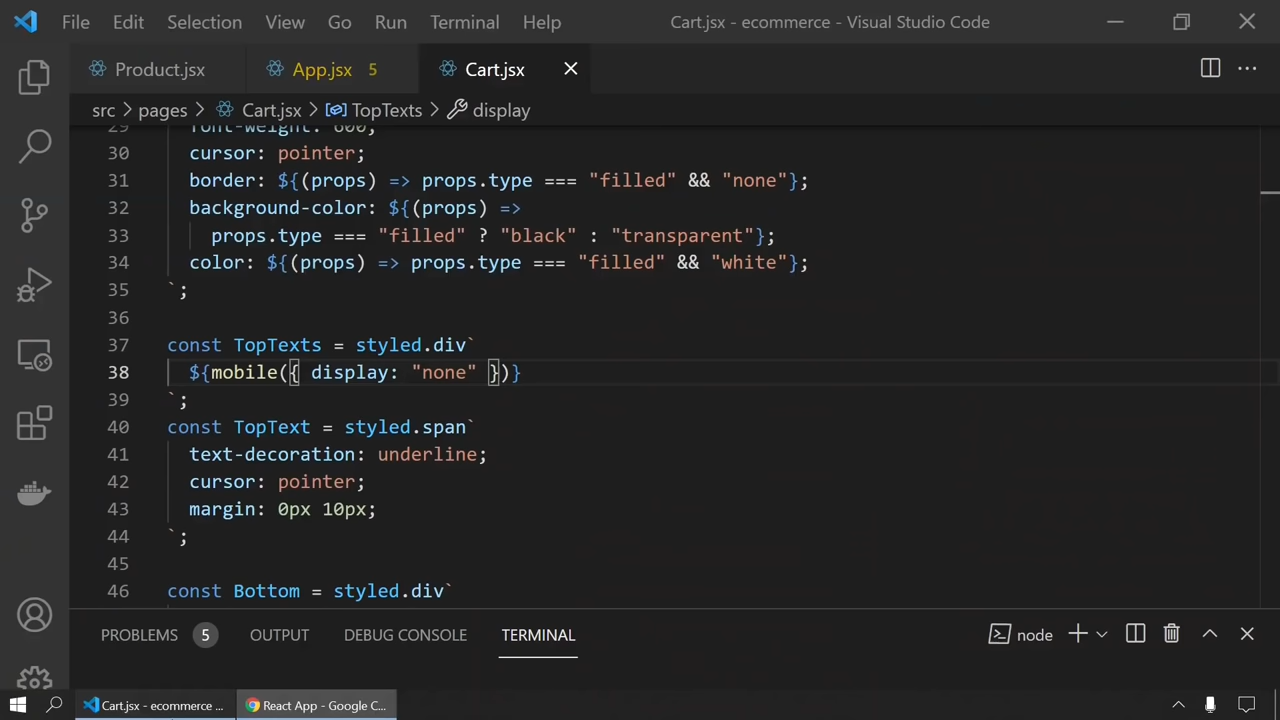 File Edit Selection View Go Run Terminal Help
Cart.jsx - ecommerce - Visual Studio Code
Product.jsx
App.jsx 5
Cart.jsx
src > pages > Cart.jsx > TopTexts > display
29 font-weight: 600;
30 cursor: pointer;
31 border: ${(props) => props.type === "filled" && "none"};
32 background-color: ${(props) =>
33 props.type === "filled" ? "black" : "transparent"};
34 color: ${(props) => props.type === "filled" && "white"};
35 `;
36
37 const TopTexts = styled.div`
38 ${mobile({ display: "none" })}
39 `;
40 const TopText = styled.span`
41 text-decoration: underline;
42 cursor: pointer;
43 margin: 0px 10px;
44 `;
45
46 const Bottom = styled.div`
PROBLEMS 5 OUTPUT DEBUG CONSOLE TERMINAL
node
Cart.jsx - ecommerce ...
React App - Google C...